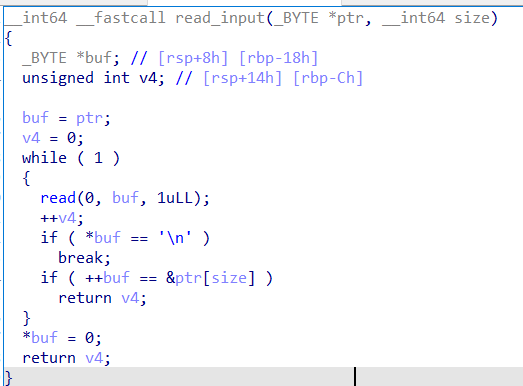 __int64 __fastcall read_input(_BYTE *ptr, __int64 size)
{
  _BYTE *buf; // [rsp+8h] [rbp-18h]
  unsigned int v4; // [rsp+14h] [rbp-Ch]

  buf = ptr;
  v4 = 0;
  while ( 1 )
  {
    read(0, buf, 1uLL);
    ++v4;
    if ( *buf == '\n' )
      break;
    if ( ++buf == &ptr[size] )
      return v4;
  }
  *buf = 0;
  return v4;
}